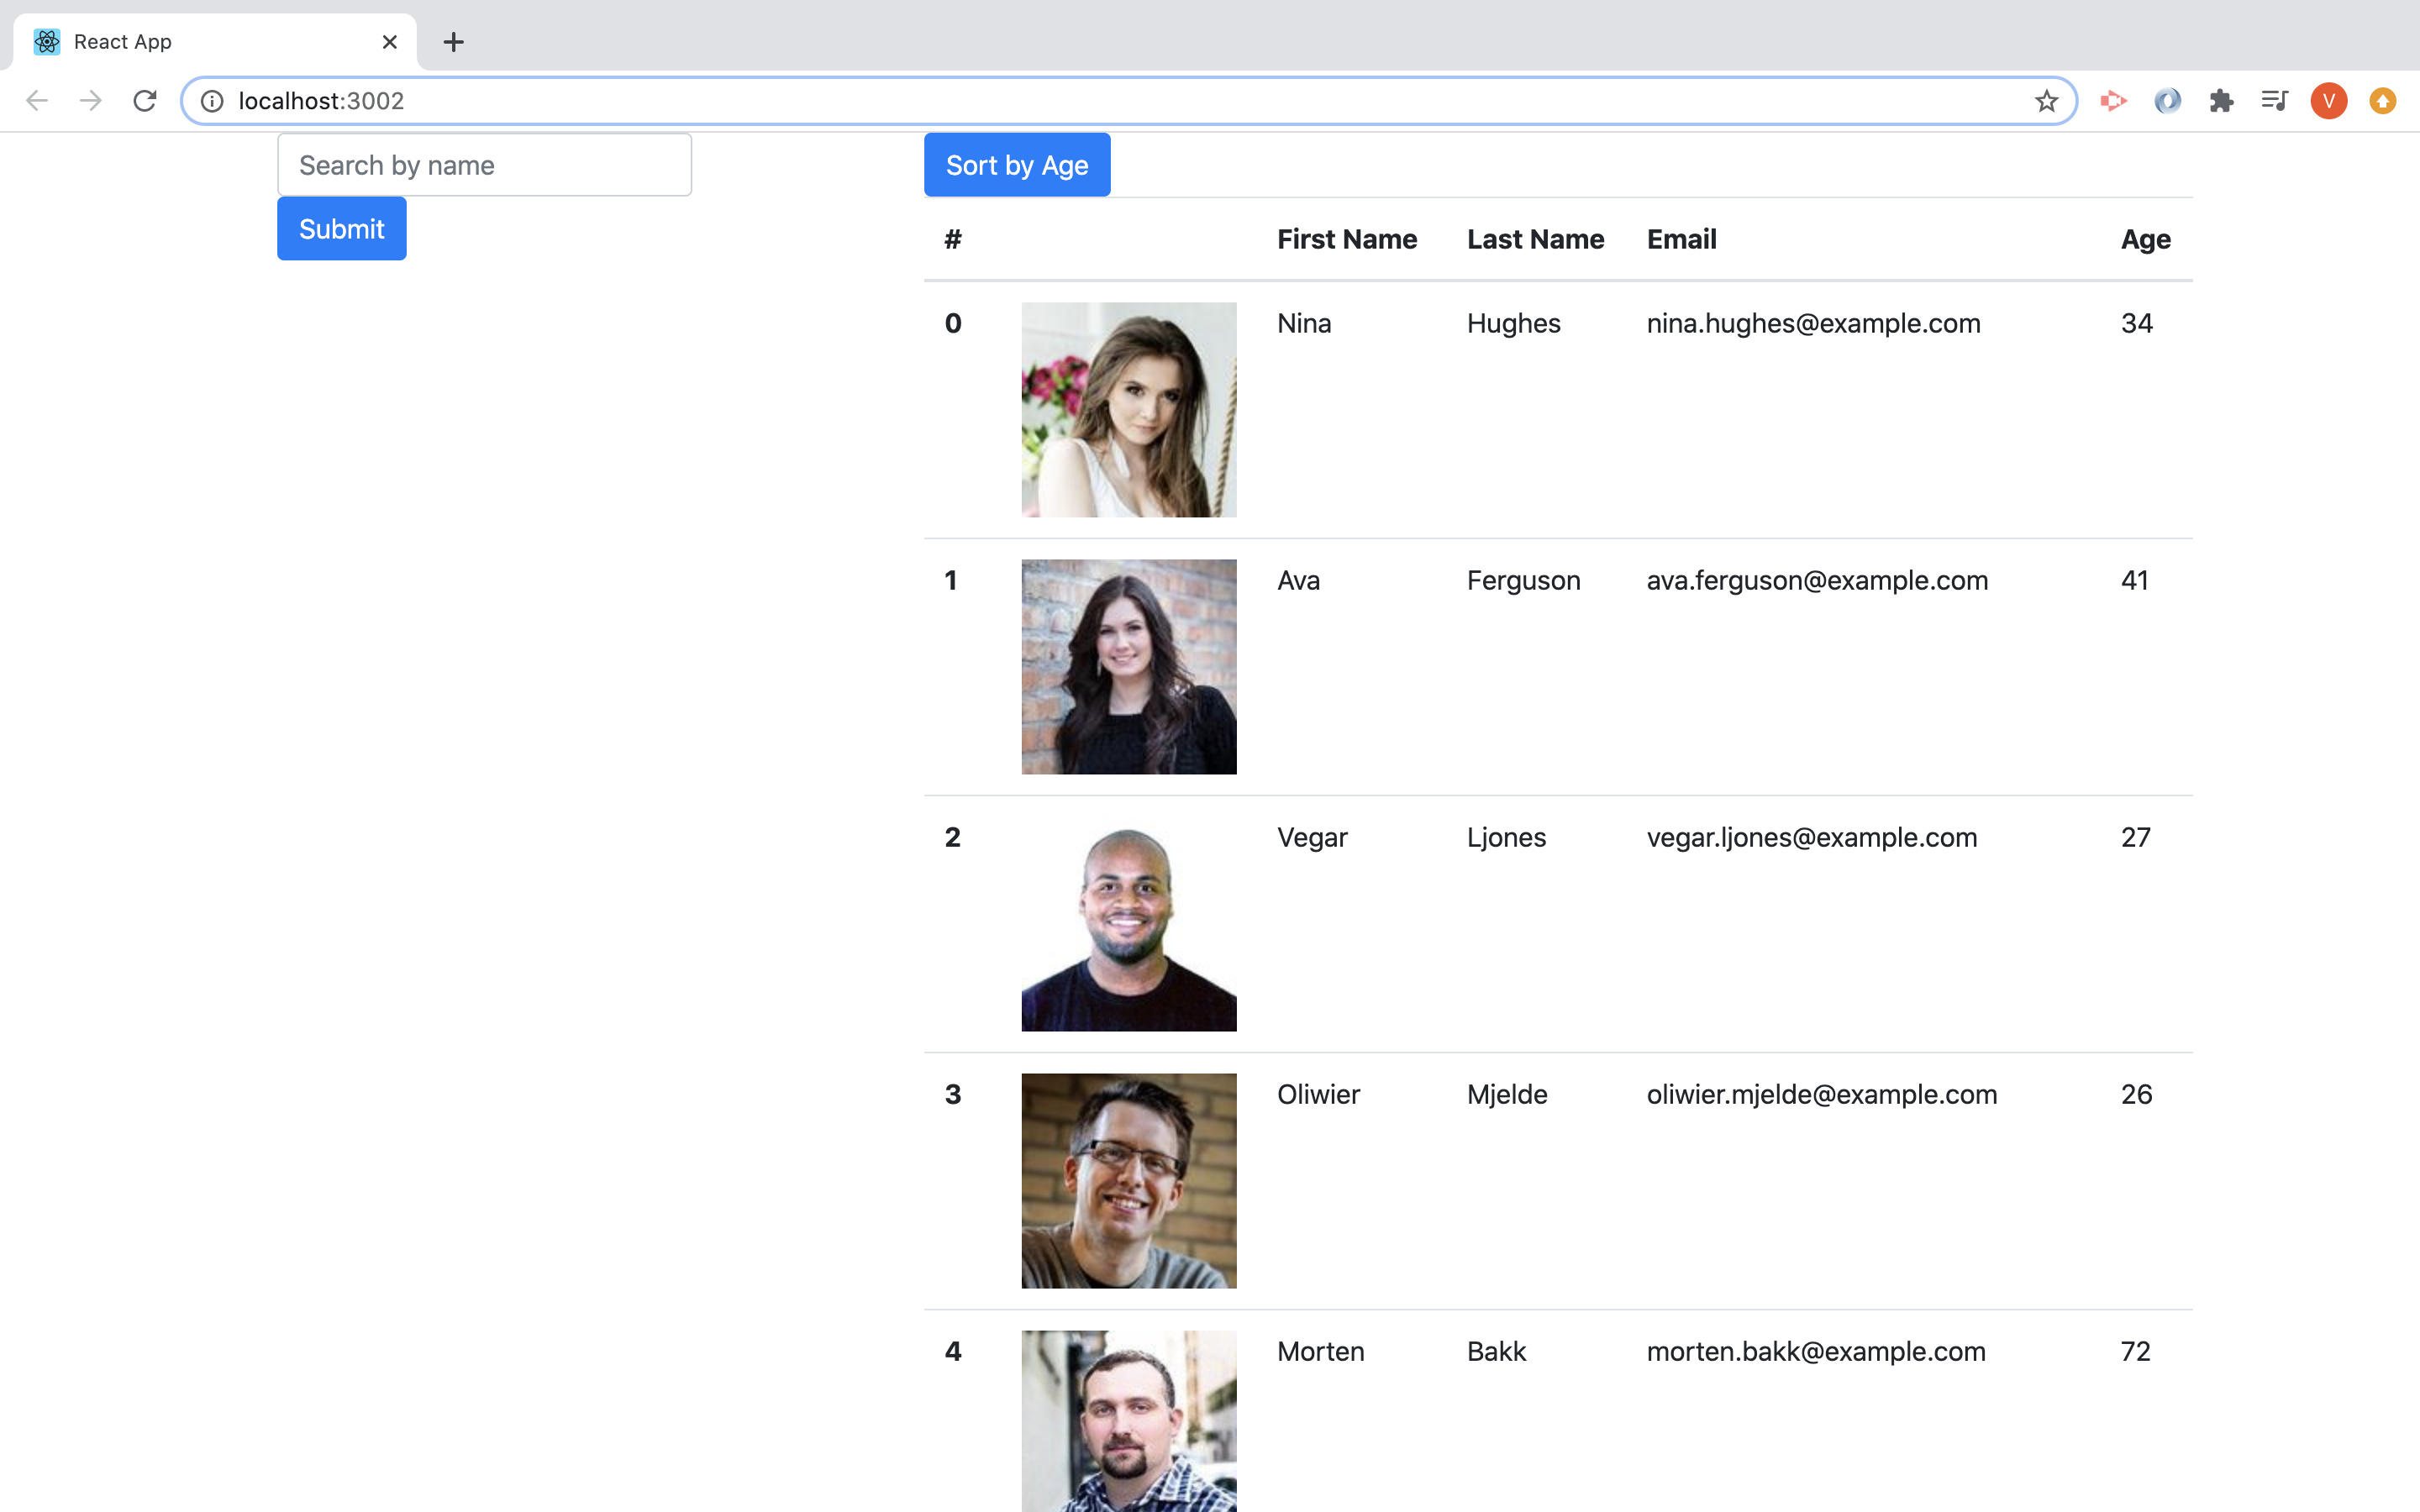 React App
localhost:3002
V
Search by name
Submit
Sort by Age
# First Name Last Name Email Age
0 Nina Hughes nina.hughes@example.com 34
1 Ava Ferguson ava.ferguson@example.com 41
2 Vegar Ljones vegar.ljones@example.com 27
3 Oliwier Mjelde oliwier.mjelde@example.com 26
4 Morten Bakk morten.bakk@example.com 72